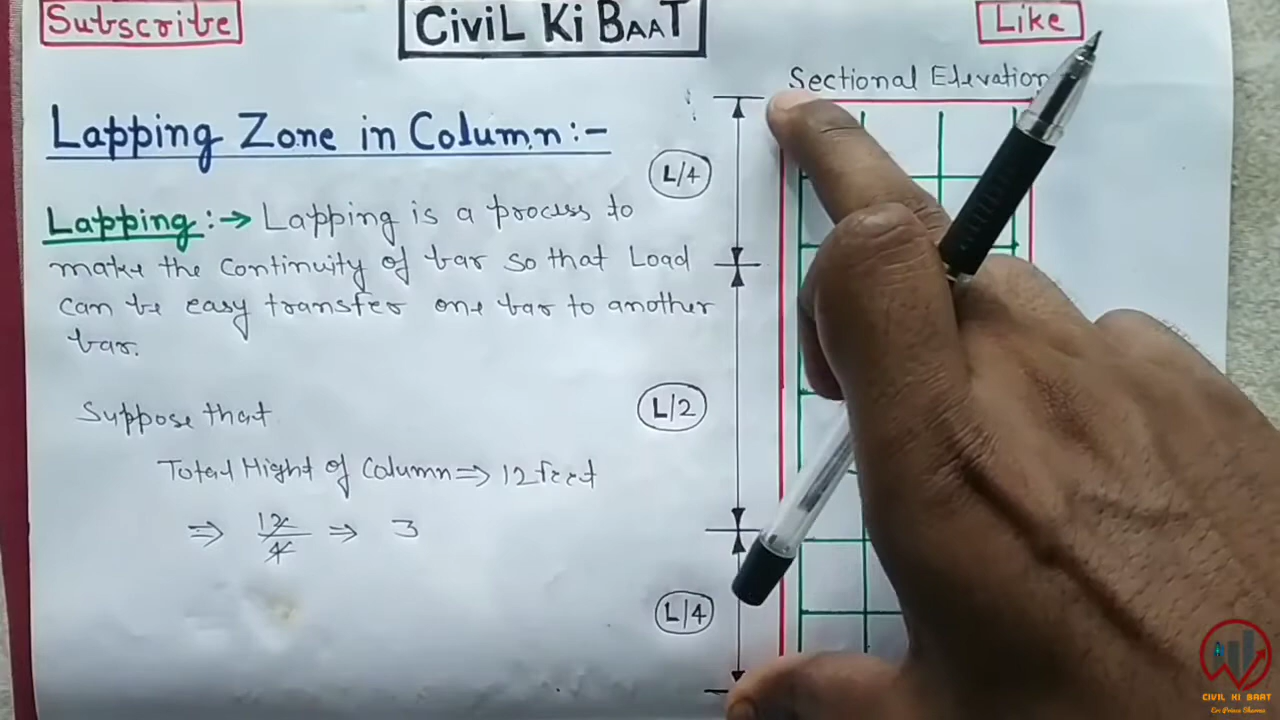 Subscribe
CiviL Ki BAAT
Like
Sectional Elevation
Lapping Zone in Column:-
Lapping:→ Lapping is a process to
make the continuity of bar so that Load
can be easy transfer one bar to another
bar.
Suppose that
Total Hight of Column ⇒ 12 feet
⇒ 12/4 ⇒ 3
L/4
L/2
L/4
CIVIL KI BAAT